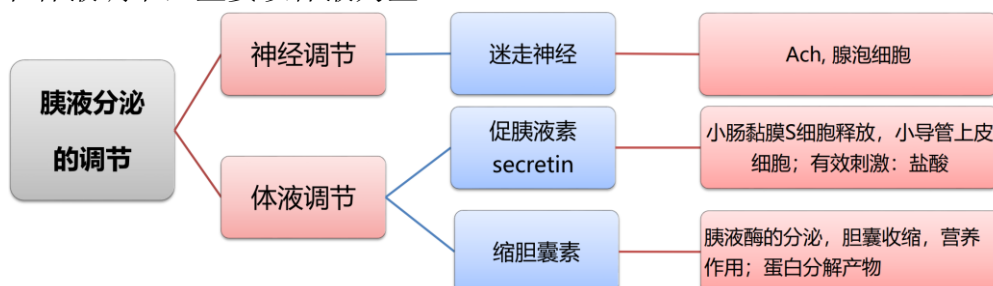 胰液分泌
的调节
神经调节
迷走神经
Ach, 腺泡细胞
体液调节
促胰液素
secretin
小肠黏膜S细胞释放，小导管上皮
细胞；有效刺激：盐酸
缩胆囊素
胰液酶的分泌，胆囊收缩，营养
作用；蛋白分解产物